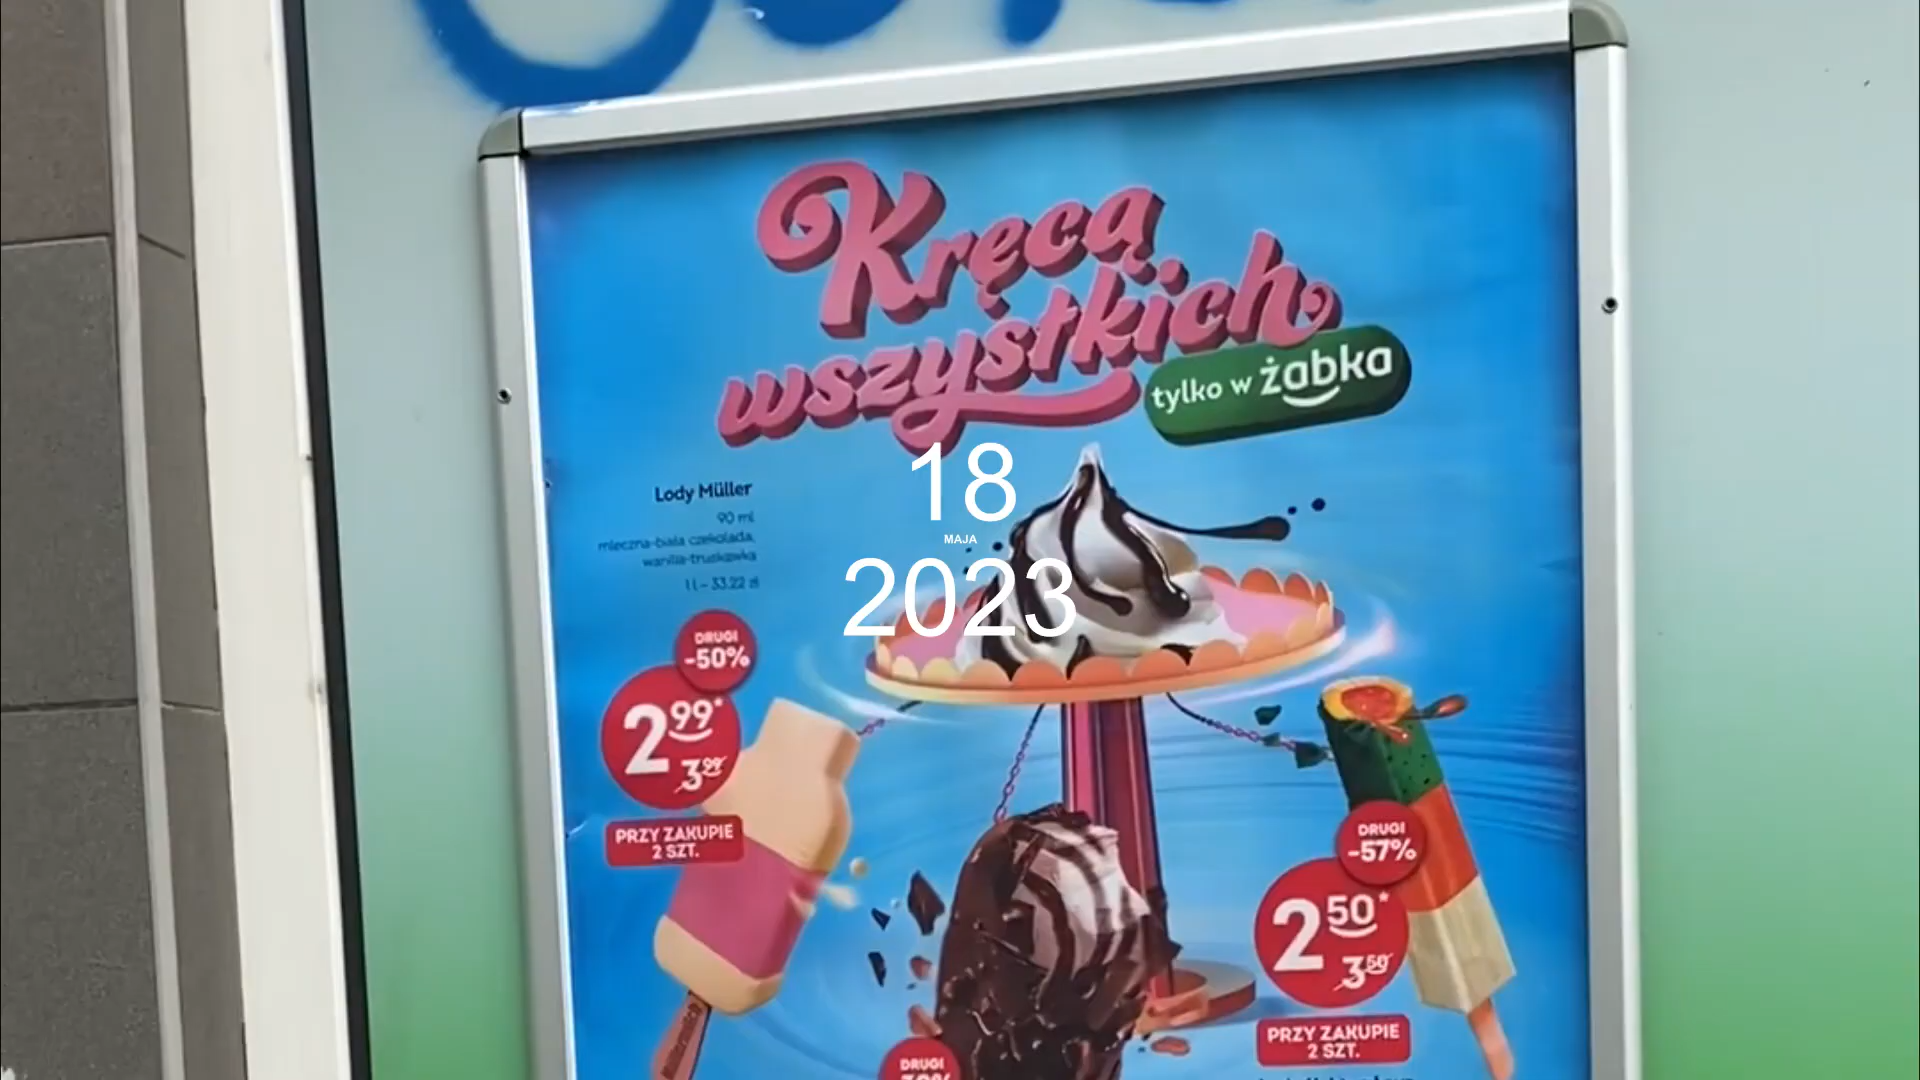 Kręcą
wszystkich
tylko w żabka
18
MAJA
2023
Lody Müller
90 ml
mleczna-biała czekolada,
wanilia-truskawka
1 l – 33,22 zł
DRUGI
-50%
2 99*
3 99
PRZY ZAKUPIE
2 SZT.
DRUGI
-57%
2 50*
3 50
PRZY ZAKUPIE
2 SZT.
DRUGI